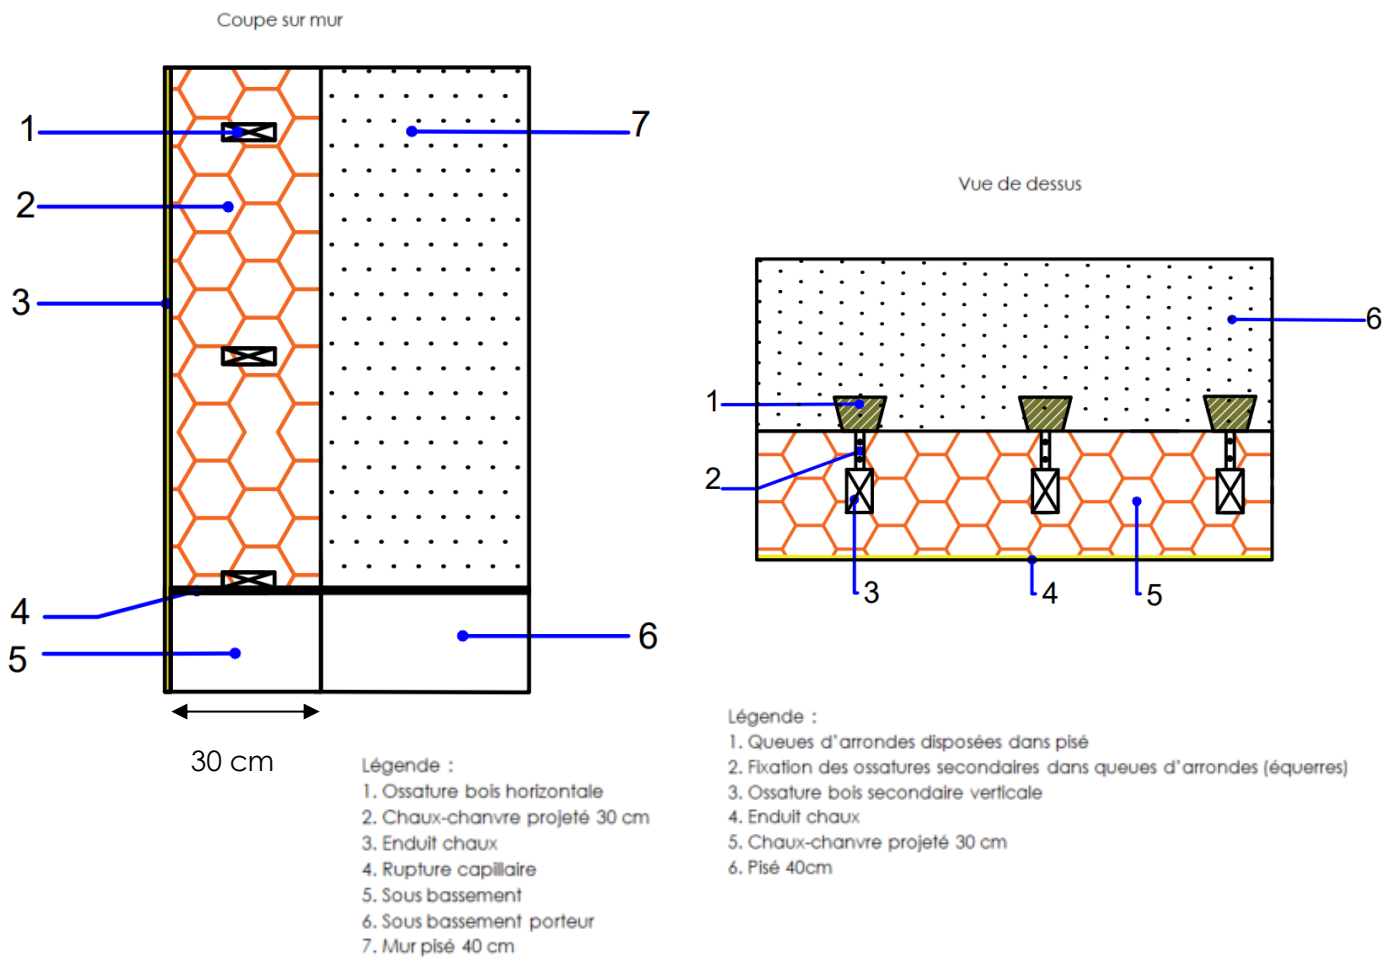 Coupe sur mur
1
2
3
4
5
7
6
30 cm
Légende :
1. Ossature bois horizontale
2. Chaux-chanvre projeté 30 cm
3. Enduit chaux
4. Rupture capillaire
5. Sous bassement
6. Sous bassement porteur
7. Mur pisé 40 cm
Vue de dessus
1
2
3
4
5
6
Légende :
1. Queues d'arrondes disposées dans pisé
2. Fixation des ossatures secondaires dans queues d'arrondes (équerres)
3. Ossature bois secondaire verticale
4. Enduit chaux
5. Chaux-chanvre projeté 30 cm
6. Pisé 40cm